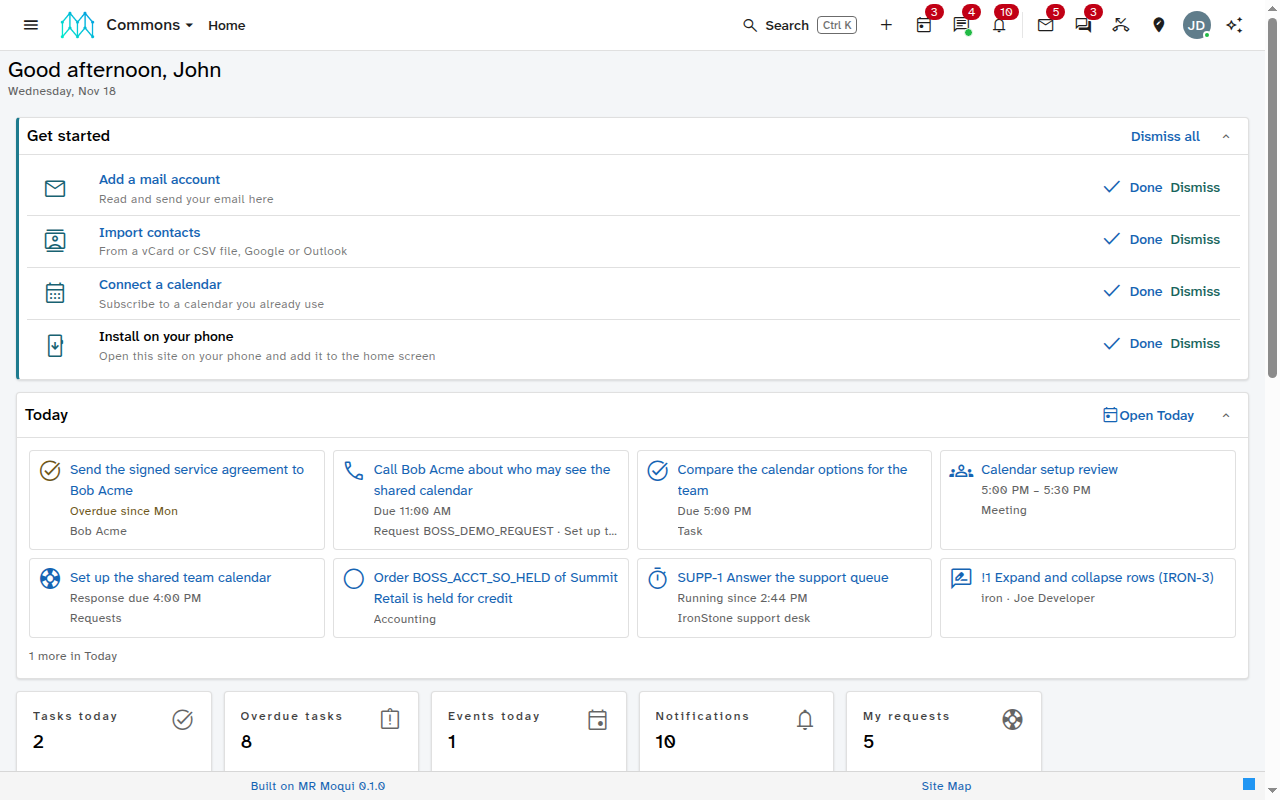 Commons
Home
Search
Ctrl K
3
4
10
5
3
JD
Good afternoon, John
Wednesday, Nov 18
Get started
Dismiss all
Add a mail account
Read and send your email here
Done
Dismiss
Import contacts
From a vCard or CSV file, Google or Outlook
Done
Dismiss
Connect a calendar
Subscribe to a calendar you already use
Done
Dismiss
Install on your phone
Open this site on your phone and add it to the home screen
Done
Dismiss
Today
Open Today
Send the signed service agreement to
Bob Acme
Overdue since Mon
Bob Acme
Call Bob Acme about who may see the
shared calendar
Due 11:00 AM
Request BOSS_DEMO_REQUEST · Set up t...
Compare the calendar options for the
team
Due 5:00 PM
Task
Calendar setup review
5:00 PM – 5:30 PM
Meeting
Set up the shared team calendar
Response due 4:00 PM
Requests
Order BOSS_ACCT_SO_HELD of Summit
Retail is held for credit
Accounting
SUPP-1 Answer the support queue
Running since 2:44 PM
IronStone support desk
!1 Expand and collapse rows (IRON-3)
iron · Joe Developer
1 more in Today
Tasks today
2
Overdue tasks
8
Events today
1
Notifications
10
My requests
5
Built on MR Moqui 0.1.0
Site Map